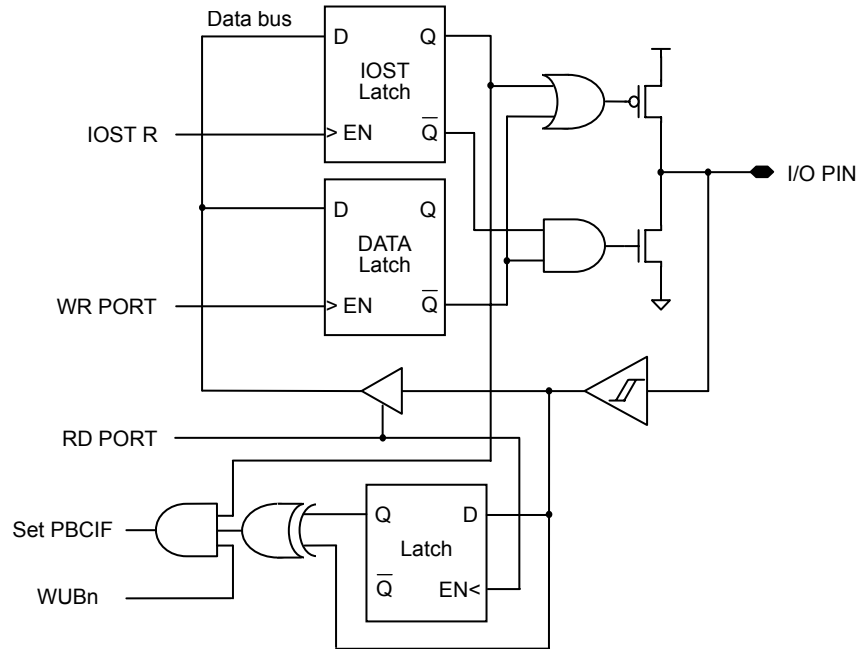 Data bus
D Q
IOST
Latch
IOST R
> EN Q̅
I/O PIN
D Q
DATA
Latch
WR PORT
> EN Q̅
RD PORT
Q D
Set PBCIF
Latch
Q̅ EN<
WUBn